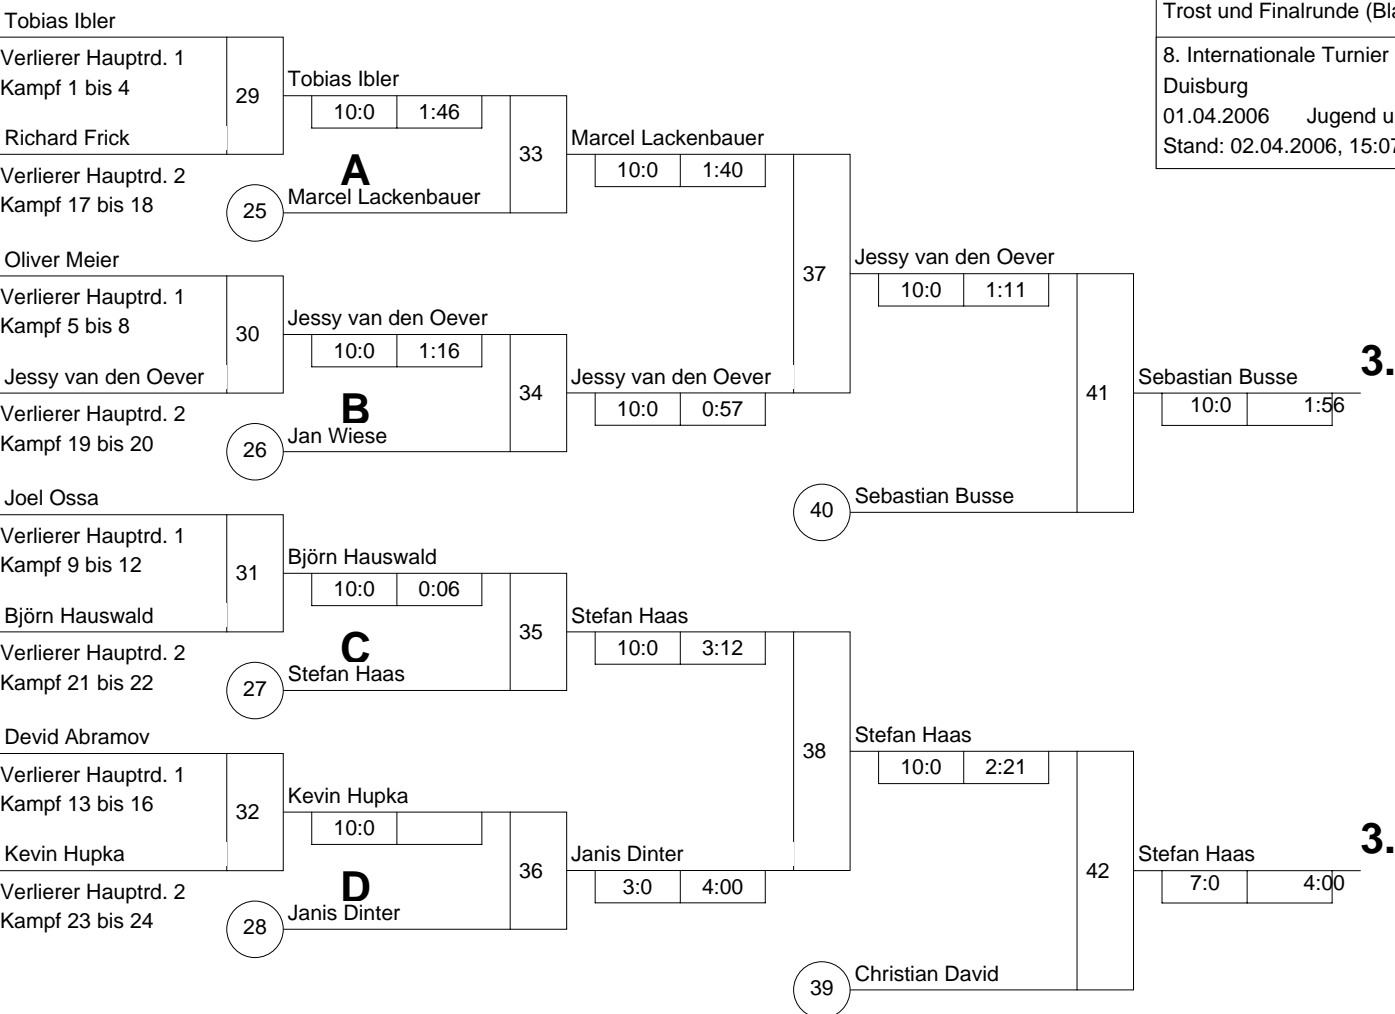 Tobias Ibler
Verlierer Hauptrd. 1
Kampf 1 bis 4
29
Richard Frick
Verlierer Hauptrd. 2
Kampf 17 bis 18
25
Tobias Ibler
10:0 1:46
A
Marcel Lackenbauer
33
Marcel Lackenbauer
10:0 1:40
Oliver Meier
Verlierer Hauptrd. 1
Kampf 5 bis 8
30
Jessy van den Oever
Verlierer Hauptrd. 2
Kampf 19 bis 20
26
Jessy van den Oever
10:0 1:16
B
Jan Wiese
34
Jessy van den Oever
10:0 0:57
37
Jessy van den Oever
10:0 1:11
40
Sebastian Busse
41
Sebastian Busse
10:0 1:56
3.
Joel Ossa
Verlierer Hauptrd. 1
Kampf 9 bis 12
31
Björn Hauswald
Verlierer Hauptrd. 2
Kampf 21 bis 22
27
Björn Hauswald
10:0 0:06
C
Stefan Haas
35
Stefan Haas
10:0 3:12
Devid Abramov
Verlierer Hauptrd. 1
Kampf 13 bis 16
32
Kevin Hupka
Verlierer Hauptrd. 2
Kampf 23 bis 24
28
Kevin Hupka
10:0
D
Janis Dinter
36
Janis Dinter
3:0 4:00
38
Stefan Haas
10:0 2:21
39
Christian David
42
Stefan Haas
7:0 4:00
3.
Trost und Finalrunde
8. Internationale Turnier
Duisburg
01.04.2006 Jugend
Stand: 02.04.2006, 15:07